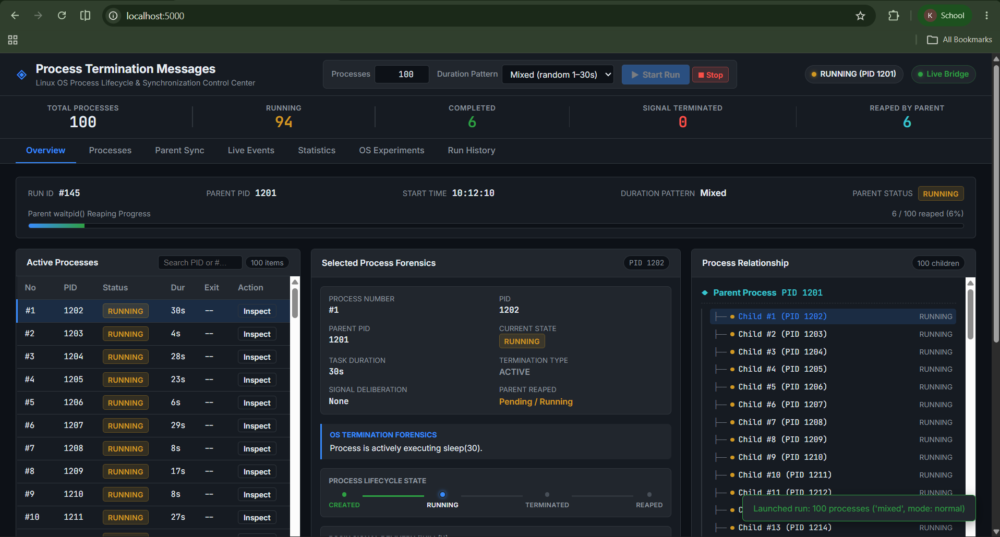 localhost:5000
K School
All Bookmarks
Process Termination Messages
Linux OS Process Lifecycle & Synchronization Control Center
Processes 100 Duration Pattern Mixed (random 1–30s) Start Run Stop
RUNNING (PID 1201) Live Bridge
TOTAL PROCESSES RUNNING COMPLETED SIGNAL TERMINATED REAPED BY PARENT
100 94 6 0 6
Overview Processes Parent Sync Live Events Statistics OS Experiments Run History
RUN ID #145 PARENT PID 1201 START TIME 10:12:10 DURATION PATTERN Mixed PARENT STATUS RUNNING
Parent waitpid() Reaping Progress 6 / 100 reaped (6%)
Active Processes Search PID or #... 100 items
No PID Status Dur Exit Action
#1 1202 RUNNING 30s –– Inspect
#2 1203 RUNNING 4s –– Inspect
#3 1204 RUNNING 28s –– Inspect
#4 1205 RUNNING 23s –– Inspect
#5 1206 RUNNING 6s –– Inspect
#6 1207 RUNNING 29s –– Inspect
#7 1208 RUNNING 8s –– Inspect
#8 1209 RUNNING 17s –– Inspect
#9 1210 RUNNING 8s –– Inspect
#10 1211 RUNNING 27s –– Inspect
Selected Process Forensics PID 1202
PROCESS NUMBER PID
#1 1202
PARENT PID CURRENT STATE
1201 RUNNING
TASK DURATION TERMINATION TYPE
30s ACTIVE
SIGNAL DELIBERATION PARENT REAPED
None Pending / Running
OS TERMINATION FORENSICS
Process is actively executing sleep(30).
PROCESS LIFECYCLE STATE
CREATED RUNNING TERMINATED REAPED
Process Relationship 100 children
Parent Process PID 1201
Child #1 (PID 1202) RUNNING
Child #2 (PID 1203) RUNNING
Child #3 (PID 1204) RUNNING
Child #4 (PID 1205) RUNNING
Child #5 (PID 1206) RUNNING
Child #6 (PID 1207) RUNNING
Child #7 (PID 1208) RUNNING
Child #8 (PID 1209) RUNNING
Child #9 (PID 1210) RUNNING
Child #10 (PID 1211) RUNNING
Child #11 (PID 1212) RUNNING
Launched run: 100 processes ('mixed', mode: normal)
Child #13 (PID 1214) RUNNING